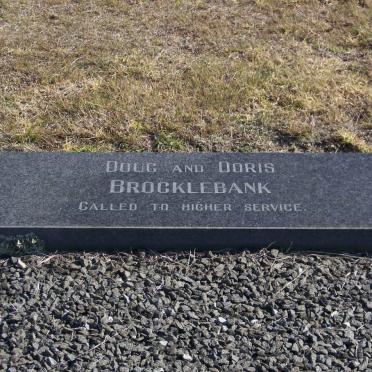 Doug and Doris
Brocklebank
Called to higher service.